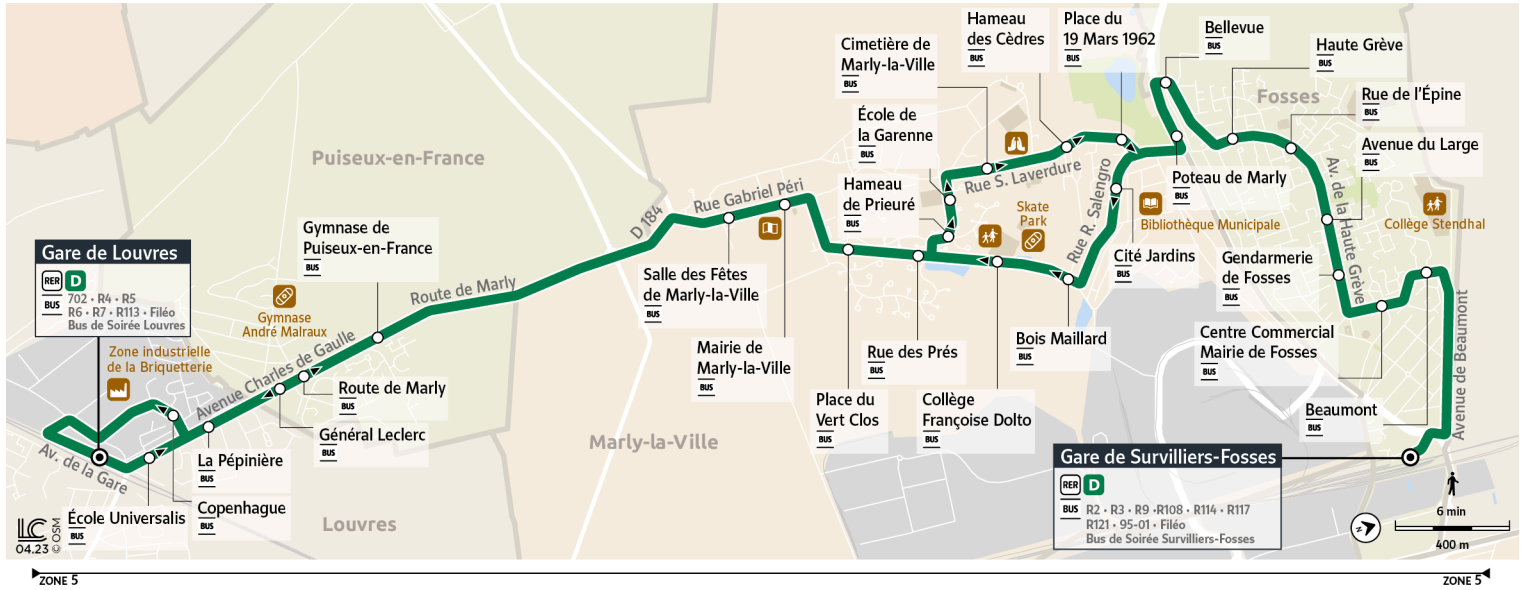 Puiseux-en-France
Marly-la-Ville
Louvres
Fosses
Gare de Louvres
RER D
BUS
702 • R4 • R5
R6 • R7 • R113 • Filéo
Bus de Soirée Louvres
Zone industrielle
de la Briquetterie
Gymnase
André Malraux
Gymnase de
Puiseux-en-France
BUS
Av. de la Gare
Avenue Charles de Gaulle
Route de Marly
D 184
Rue Gabriel Péri
École Universalis
BUS
Copenhague
BUS
La Pépinière
BUS
Général Leclerc
BUS
Route de Marly
BUS
Salle des Fêtes
de Marly-la-Ville
BUS
Mairie de
Marly-la-Ville
BUS
Place du
Vert Clos
BUS
Rue des Prés
BUS
Collège
Françoise Dolto
BUS
Bois Maillard
BUS
Cité Jardins
BUS
Hameau
de Prieuré
BUS
École de
la Garenne
BUS
Cimetière de
Marly-la-Ville
BUS
Hameau
des Cèdres
BUS
Place du
19 Mars 1962
BUS
Rue S. Laverdure
Rue R. Salengro
Skate
Park
Bibliothèque Municipale
Poteau de Marly
BUS
Bellevue
BUS
Haute Grève
BUS
Rue de l'Épine
BUS
Avenue du Large
BUS
Av. de la Haute Grève
Collège Stendhal
Gendarmerie
de Fosses
BUS
Centre Commercial
Mairie de Fosses
BUS
Beaumont
BUS
Avenue de Beaumont
Gare de Survilliers-Fosses
RER D
BUS
R2 • R3 • R9 •R108 • R114 • R117
R121 • 95-01 • Filéo
Bus de Soirée Survilliers-Fosses
N
6 min
400 m
LC
04.23 © OSM
ZONE 5
ZONE 5